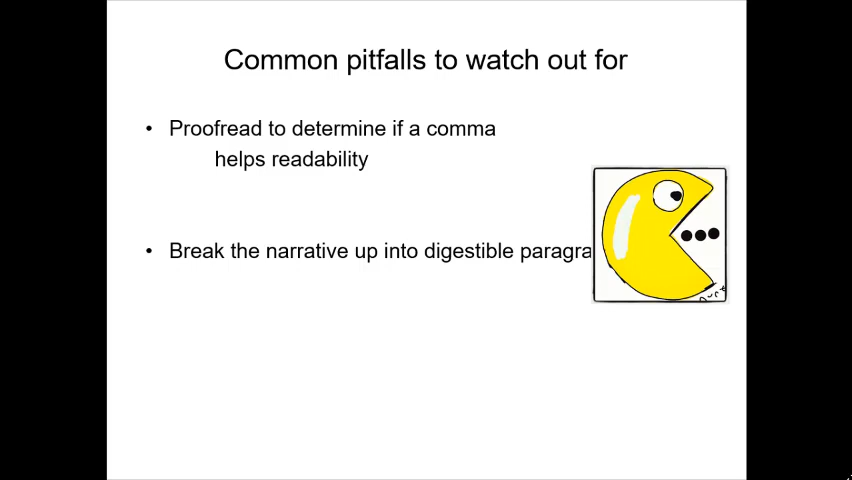 Common pitfalls to watch out for
• Proofread to determine if a comma
helps readability
• Break the narrative up into digestible paragra